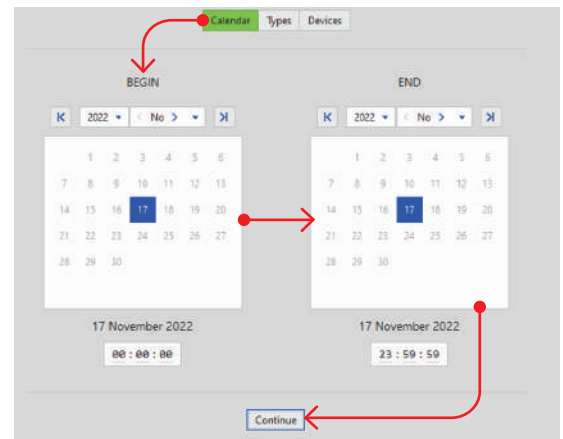 Calendar Types Devices
BEGIN END
2022 No 2022 No
1 2 3 4 5 6 1 2 3 4 5 6
7 8 9 10 11 12 13 7 8 9 10 11 12 13
14 15 16 17 18 19 20 14 15 16 17 18 19 20
21 22 23 24 25 26 27 21 22 23 24 25 26 27
28 29 30 28 29 30
17 November 2022 17 November 2022
00 : 00 : 00 23 : 59 : 59
Continue